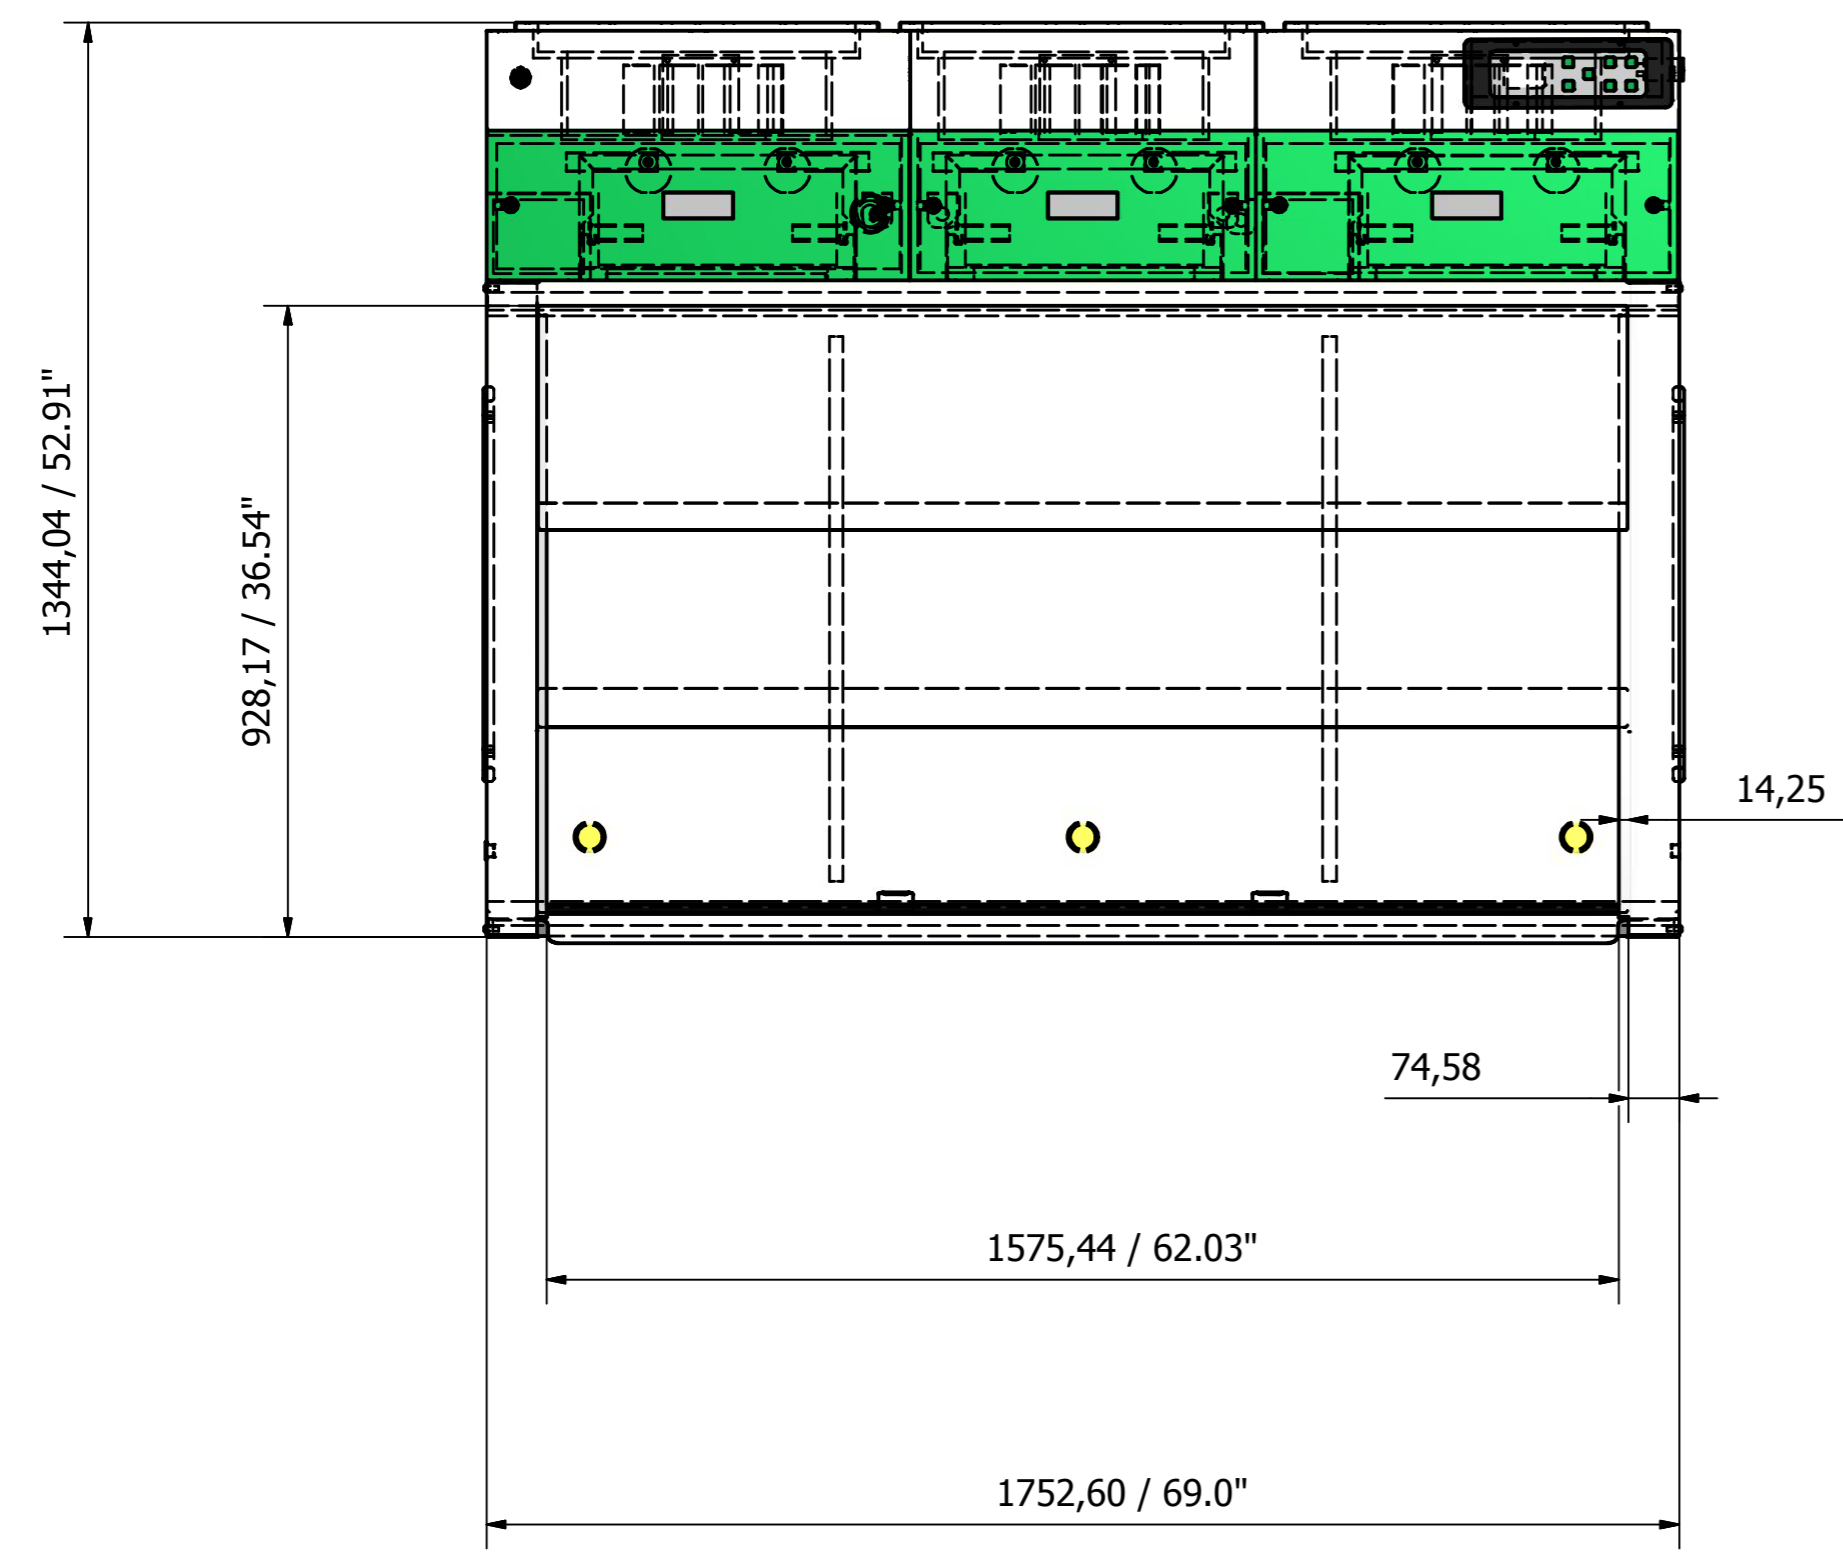 1344,04 / 52.91"
928,17 / 36.54"
14,25
74,58
1575,44 / 62.03"
1752,60 / 69.0"